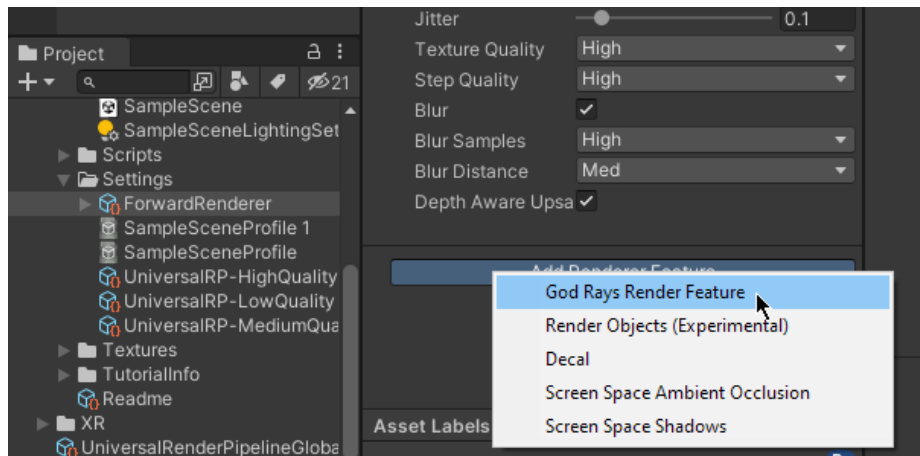 Jitter
0.1
Project
21
Texture Quality High
Step Quality High
Blur
Blur Samples High
Blur Distance Med
Depth Aware Upsa
SampleScene
SampleSceneLightingSet
Scripts
Settings
ForwardRenderer
SampleSceneProfile 1
SampleSceneProfile
UniversalRP-HighQuality
UniversalRP-LowQuality
UniversalRP-MediumQua
Textures
TutorialInfo
Readme
XR
UniversalRenderPipelineGloba
Add Renderer Feature
God Rays Render Feature
Render Objects (Experimental)
Decal
Screen Space Ambient Occlusion
Screen Space Shadows
Asset Labels